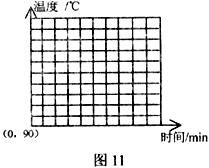 温度 /℃
(0, 90)
时间/min
图 11